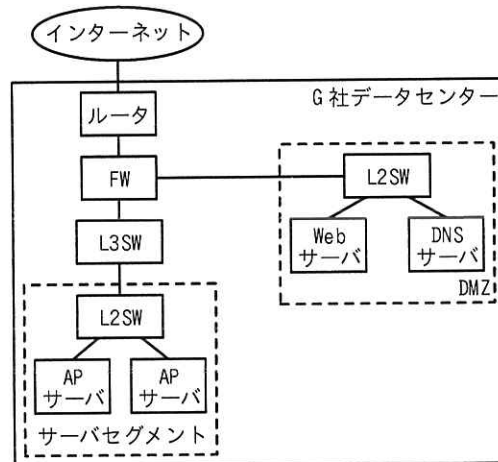 インターネット
G社データセンター
ルータ
FW
L2SW
Web
サーバ
DNS
サーバ
DMZ
L3SW
L2SW
AP
サーバ
AP
サーバ
サーバセグメント